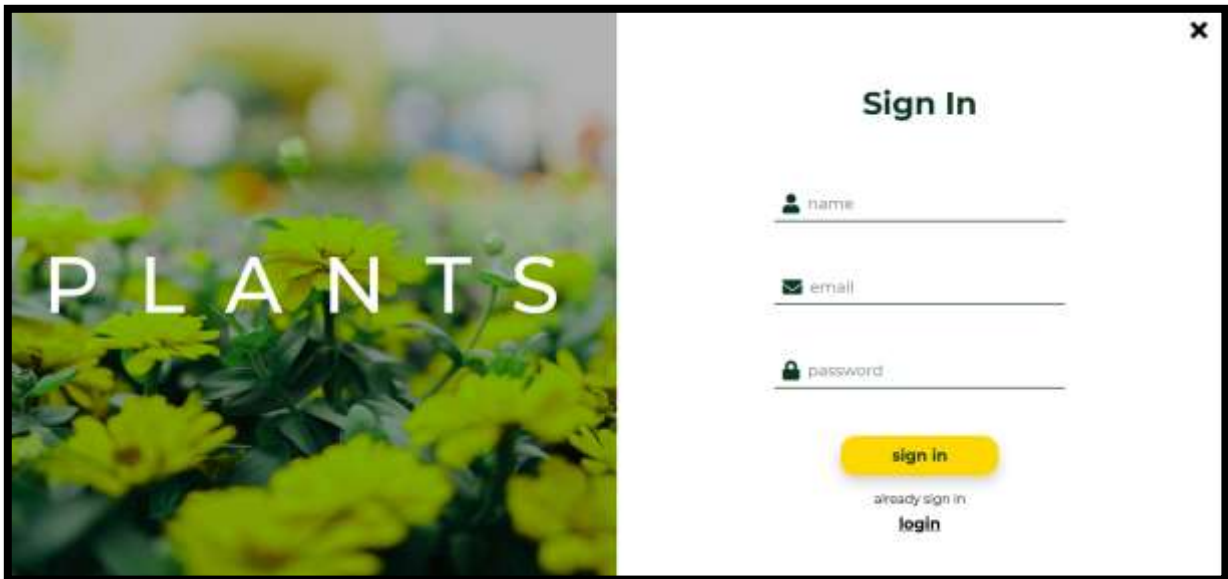 PLANTS
Sign In
name
email
password
sign in
already sign in
login